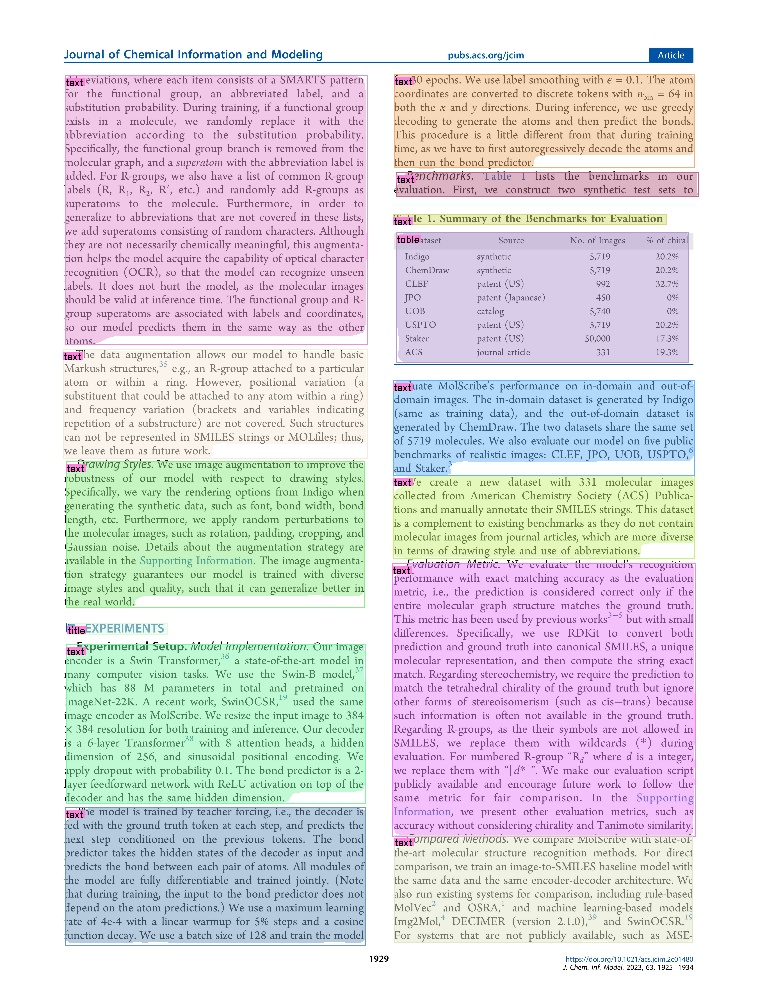 Journal of Chemical Information and Modeling
pubs.acs.org/jcim
Article
text eviations, where each item consists of a SMARTS pattern
for the functional group, an abbreviated label, and a
substitution probability. During training, if a functional group
exists in a molecule, we randomly replace it with the
abbreviation according to the substitution probability.
Specifically, the functional group branch is removed from the
molecular graph, and a superatom with the abbreviation label is
added. For R-groups, we also have a list of common R-group
labels (R, R₁, R₂, R′, etc.) and randomly add R-groups as
superatoms to the molecule. Furthermore, in order to
generalize to abbreviations that are not covered in these lists,
we add superatoms consisting of random characters. Although
they are not necessarily chemically meaningful, this augmenta-
tion helps the model acquire the capability of optical character
recognition (OCR), so that the model can recognize unseen
labels. It does not hurt the model, as the molecular images
should be valid at inference time. The functional group and R-
group superatoms are associated with labels and coordinates,
so our model predicts them in the same way as the other
atoms.
text he data augmentation allows our model to handle basic
Markush structures,³⁵ e.g., an R-group attached to a particular
atom or within a ring. However, positional variation (a
substituent that could be attached to any atom within a ring)
and frequency variation (brackets and variables indicating
repetition of a substructure) are not covered. Such structures
can not be represented in SMILES strings or MOLfiles; thus,
we leave them as future work.
text Drawing Styles. We use image augmentation to improve the
robustness of our model with respect to drawing styles.
Specifically, we vary the rendering options from Indigo when
generating the synthetic data, such as font, bond width, bond
length, etc. Furthermore, we apply random perturbations to
the molecular images, such as rotation, padding, cropping, and
Gaussian noise. Details about the augmentation strategy are
available in the Supporting Information. The image augmenta-
tion strategy guarantees our model is trained with diverse
image styles and quality, such that it can generalize better in
the real world.
title EXPERIMENTS
text Experimental Setup. Model Implementation. Our image
encoder is a Swin Transformer,³⁶ a state-of-the-art model in
many computer vision tasks. We use the Swin-B model,³⁷
which has 88 M parameters in total and pretrained on
ImageNet-22K. A recent work, SwinOCSR,¹⁹ used the same
image encoder as MolScribe. We resize the input image to 384
× 384 resolution for both training and inference. Our decoder
is a 6-layer Transformer³⁸ with 8 attention heads, a hidden
dimension of 256, and sinusoidal positional encoding. We
apply dropout with probability 0.1. The bond predictor is a 2-
layer feedforward network with ReLU activation on top of the
decoder and has the same hidden dimension.
text he model is trained by teacher forcing, i.e., the decoder is
fed with the ground truth token at each step, and predicts the
next step conditioned on the previous tokens. The bond
predictor takes the hidden states of the decoder as input and
predicts the bond between each pair of atoms. All modules of
the model are fully differentiable and trained jointly. (Note
that during training, the input to the bond predictor does not
depend on the atom predictions.) We use a maximum learning
rate of 4e-4 with a linear warmup for 5% steps and a cosine
function decay. We use a batch size of 128 and train the model
text 30 epochs. We use label smoothing with ϵ = 0.1. The atom
coordinates are converted to discrete tokens with n_bin = 64 in
both the x and y directions. During inference, we use greedy
decoding to generate the atoms and then predict the bonds.
This procedure is a little different from that during training
time, as we have to first autoregressively decode the atoms and
then run the bond predictor.
text Benchmarks. Table 1 lists the benchmarks in our
evaluation. First, we construct two synthetic test sets to
text le 1. Summary of the Benchmarks for Evaluation
table dataset Source No. of Images % of chiral
Indigo synthetic 5,719 20.2%
ChemDraw synthetic 5,719 20.2%
CLEF patent (US) 992 32.7%
JPO patent (Japanese) 450 0%
UOB catalog 5,740 0%
USPTO patent (US) 5,719 20.2%
Staker patent (US) 50,000 17.3%
ACS journal article 331 19.3%
text uate MolScribe's performance on in-domain and out-of-
domain images. The in-domain dataset is generated by Indigo
(same as training data), and the out-of-domain dataset is
generated by ChemDraw. The two datasets share the same set
of 5719 molecules. We also evaluate our model on five public
benchmarks of realistic images: CLEF, JPO, UOB, USPTO,⁶
and Staker.³
text We create a new dataset with 331 molecular images
collected from American Chemistry Society (ACS) Publica-
tions and manually annotate their SMILES strings. This dataset
is a complement to existing benchmarks as they do not contain
molecular images from journal articles, which are more diverse
in terms of drawing style and use of abbreviations.
text Evaluation Metric. We evaluate the model's recognition
performance with exact matching accuracy as the evaluation
metric, i.e., the prediction is considered correct only if the
entire molecular graph structure matches the ground truth.
This metric has been used by previous works³⁻⁵ but with small
differences. Specifically, we use RDKit to convert both
prediction and ground truth into canonical SMILES, a unique
molecular representation, and then compute the string exact
match. Regarding stereochemistry, we require the prediction to
match the tetrahedral chirality of the ground truth but ignore
other forms of stereoisomerism (such as cis−trans) because
such information is often not available in the ground truth.
Regarding R-groups, as the their symbols are not allowed in
SMILES, we replace them with wildcards (*) during
evaluation. For numbered R-group “R_d” where d is a integer,
we replace them with “[d* ”. We make our evaluation script
publicly available and encourage future work to follow the
same metric for fair comparison. In the Supporting
Information, we present other evaluation metrics, such as
accuracy without considering chirality and Tanimoto similarity.
text Compared Methods. We compare MolScribe with state-of-
the-art molecular structure recognition methods. For direct
comparison, we train an image-to-SMILES baseline model with
the same data and the same encoder-decoder architecture. We
also run existing systems for comparison, including rule-based
MolVec² and OSRA,¹ and machine learning-based models
Img2Mol,⁴ DECIMER (version 2.1.0),³⁹ and SwinOCSR.¹⁹
For systems that are not publicly available, such as MSE-
1929
https://doi.org/10.1021/acs.jcim.2c01480
J. Chem. Inf. Model. 2023, 63, 1925−1934